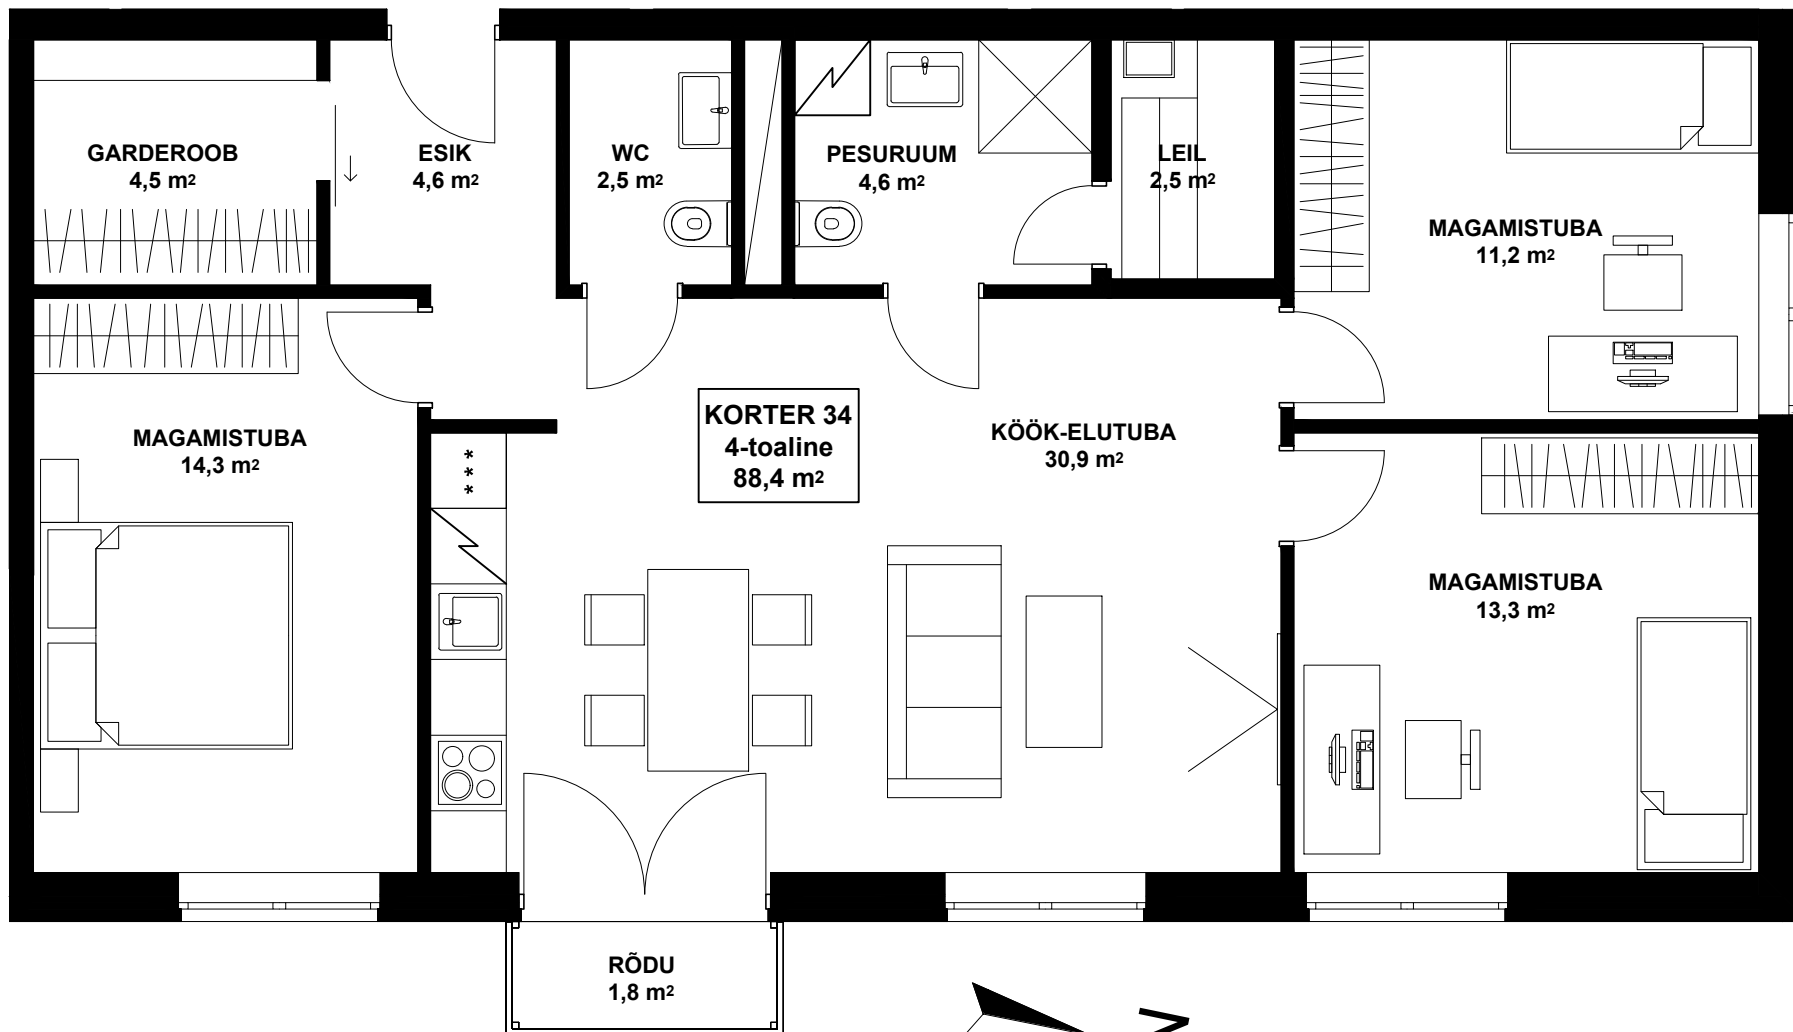 GARDEROOB
4,5 m²
ESIK
4,6 m²
WC
2,5 m²
PESURUUM
4,6 m²
LEIL
2,5 m²
MAGAMISTUBA
11,2 m²
MAGAMISTUBA
14,3 m²
KORTER 34
4-toaline
88,4 m²
KÖÖK-ELUTUBA
30,9 m²
MAGAMISTUBA
13,3 m²
RÕDU
1,8 m²